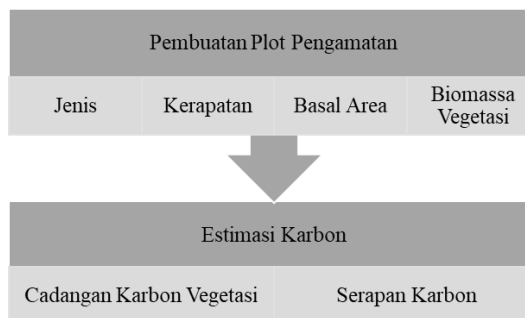 Pembuatan Plot Pengamatan
Jenis
Kerapatan
Basal Area
Biomassa
Vegetasi
Estimasi Karbon
Cadangan Karbon Vegetasi
Serapan Karbon